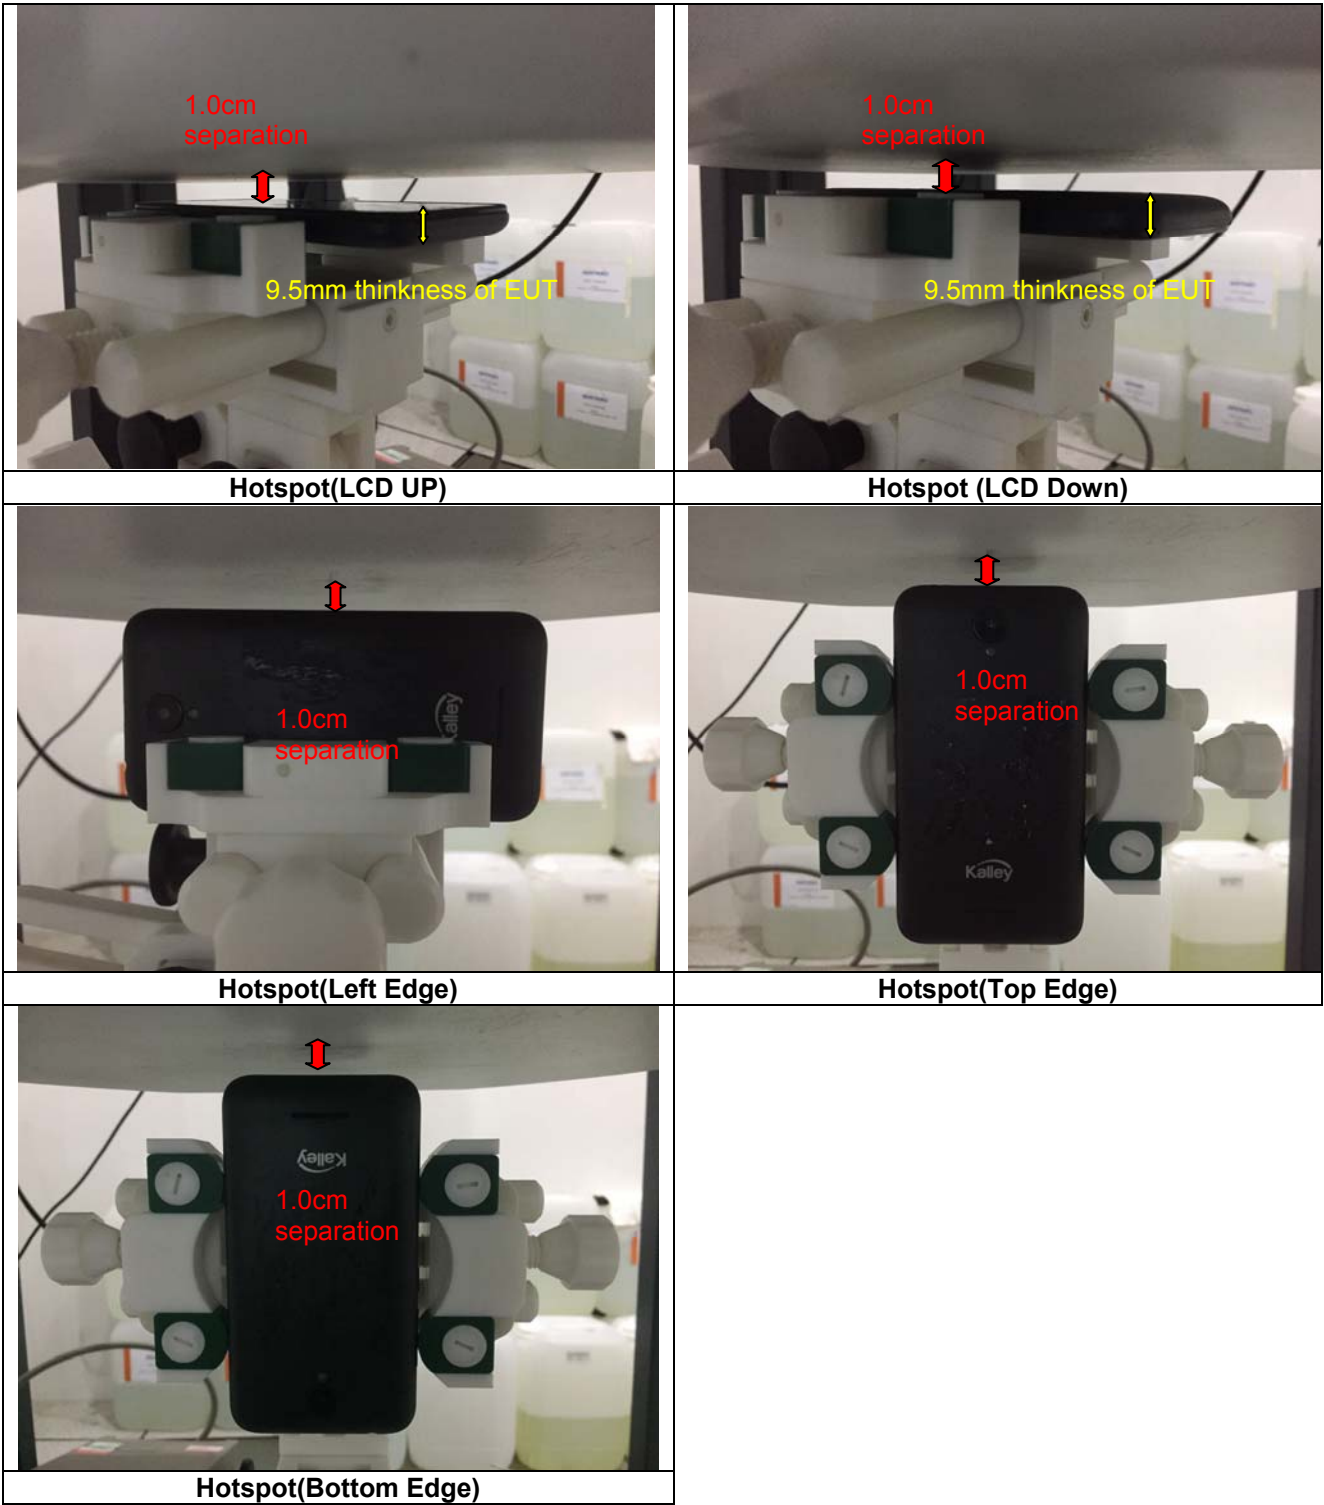 1.0cm
separation
9.5mm thinkness of EUT
1.0cm
separation
9.5mm thinkness of EUT
Hotspot(LCD UP)
Hotspot (LCD Down)
1.0cm
separation
Kalley
1.0cm
separation
Kalley
Hotspot(Left Edge)
Hotspot(Top Edge)
Kalley
1.0cm
separation
Hotspot(Bottom Edge)